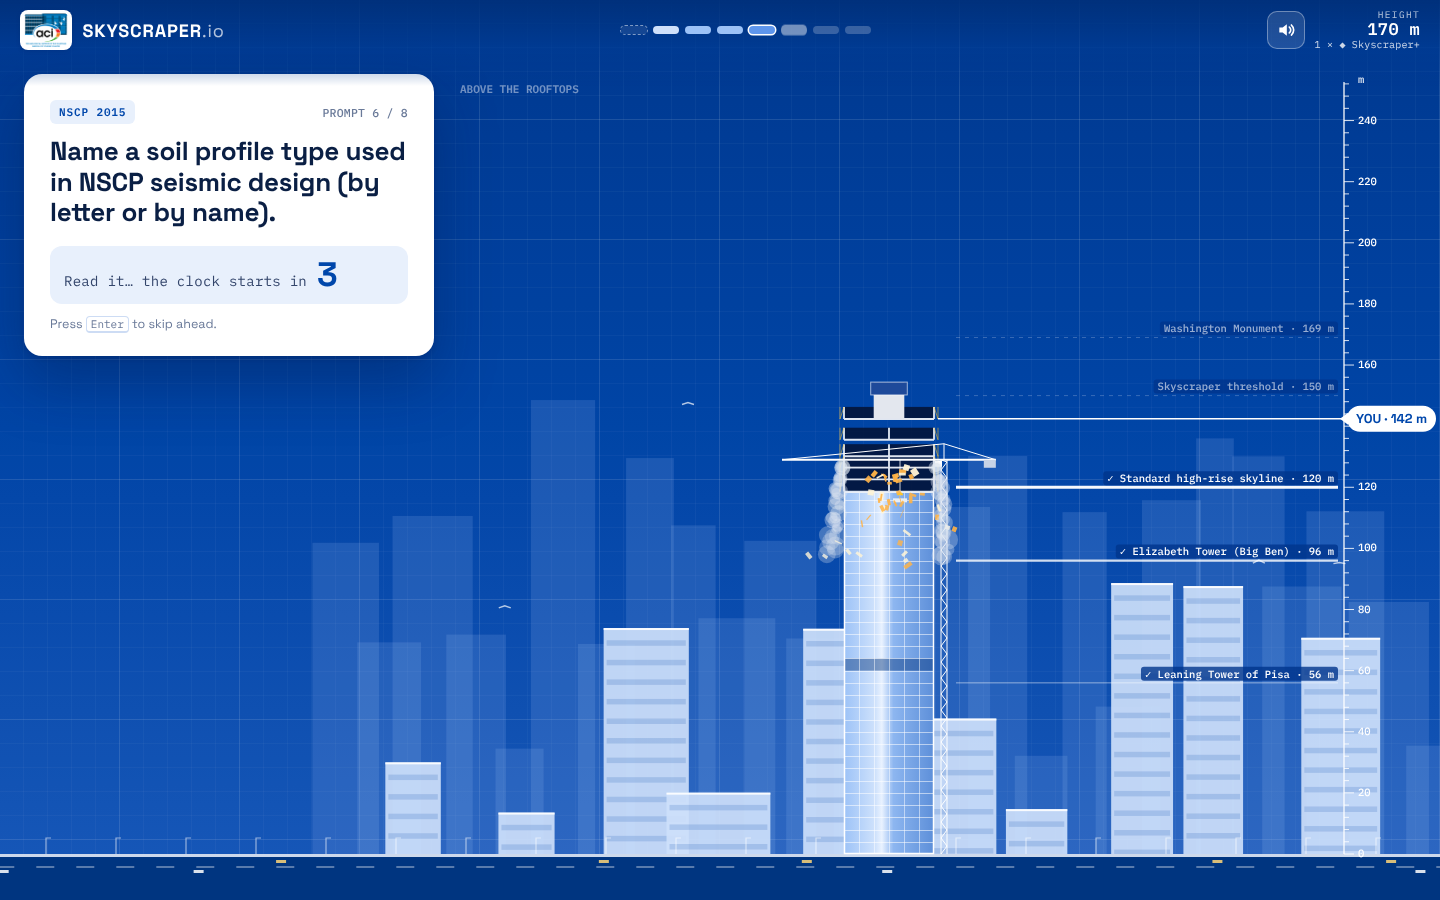 aci
SKYSCRAPER.io
HEIGHT
170 m
1 × ◆ Skyscraper+
NSCP 2015
PROMPT 6 / 8
Name a soil profile type used
in NSCP seismic design (by
letter or by name).
Read it… the clock starts in 3
Press Enter to skip ahead.
ABOVE THE ROOFTOPS
m
240
220
200
180
Washington Monument · 169 m
160
Skyscraper threshold · 150 m
YOU · 142 m
✓ Standard high-rise skyline · 120 m
120
✓ Elizabeth Tower (Big Ben) · 96 m
100
80
✓ Leaning Tower of Pisa · 56 m
60
40
20
0